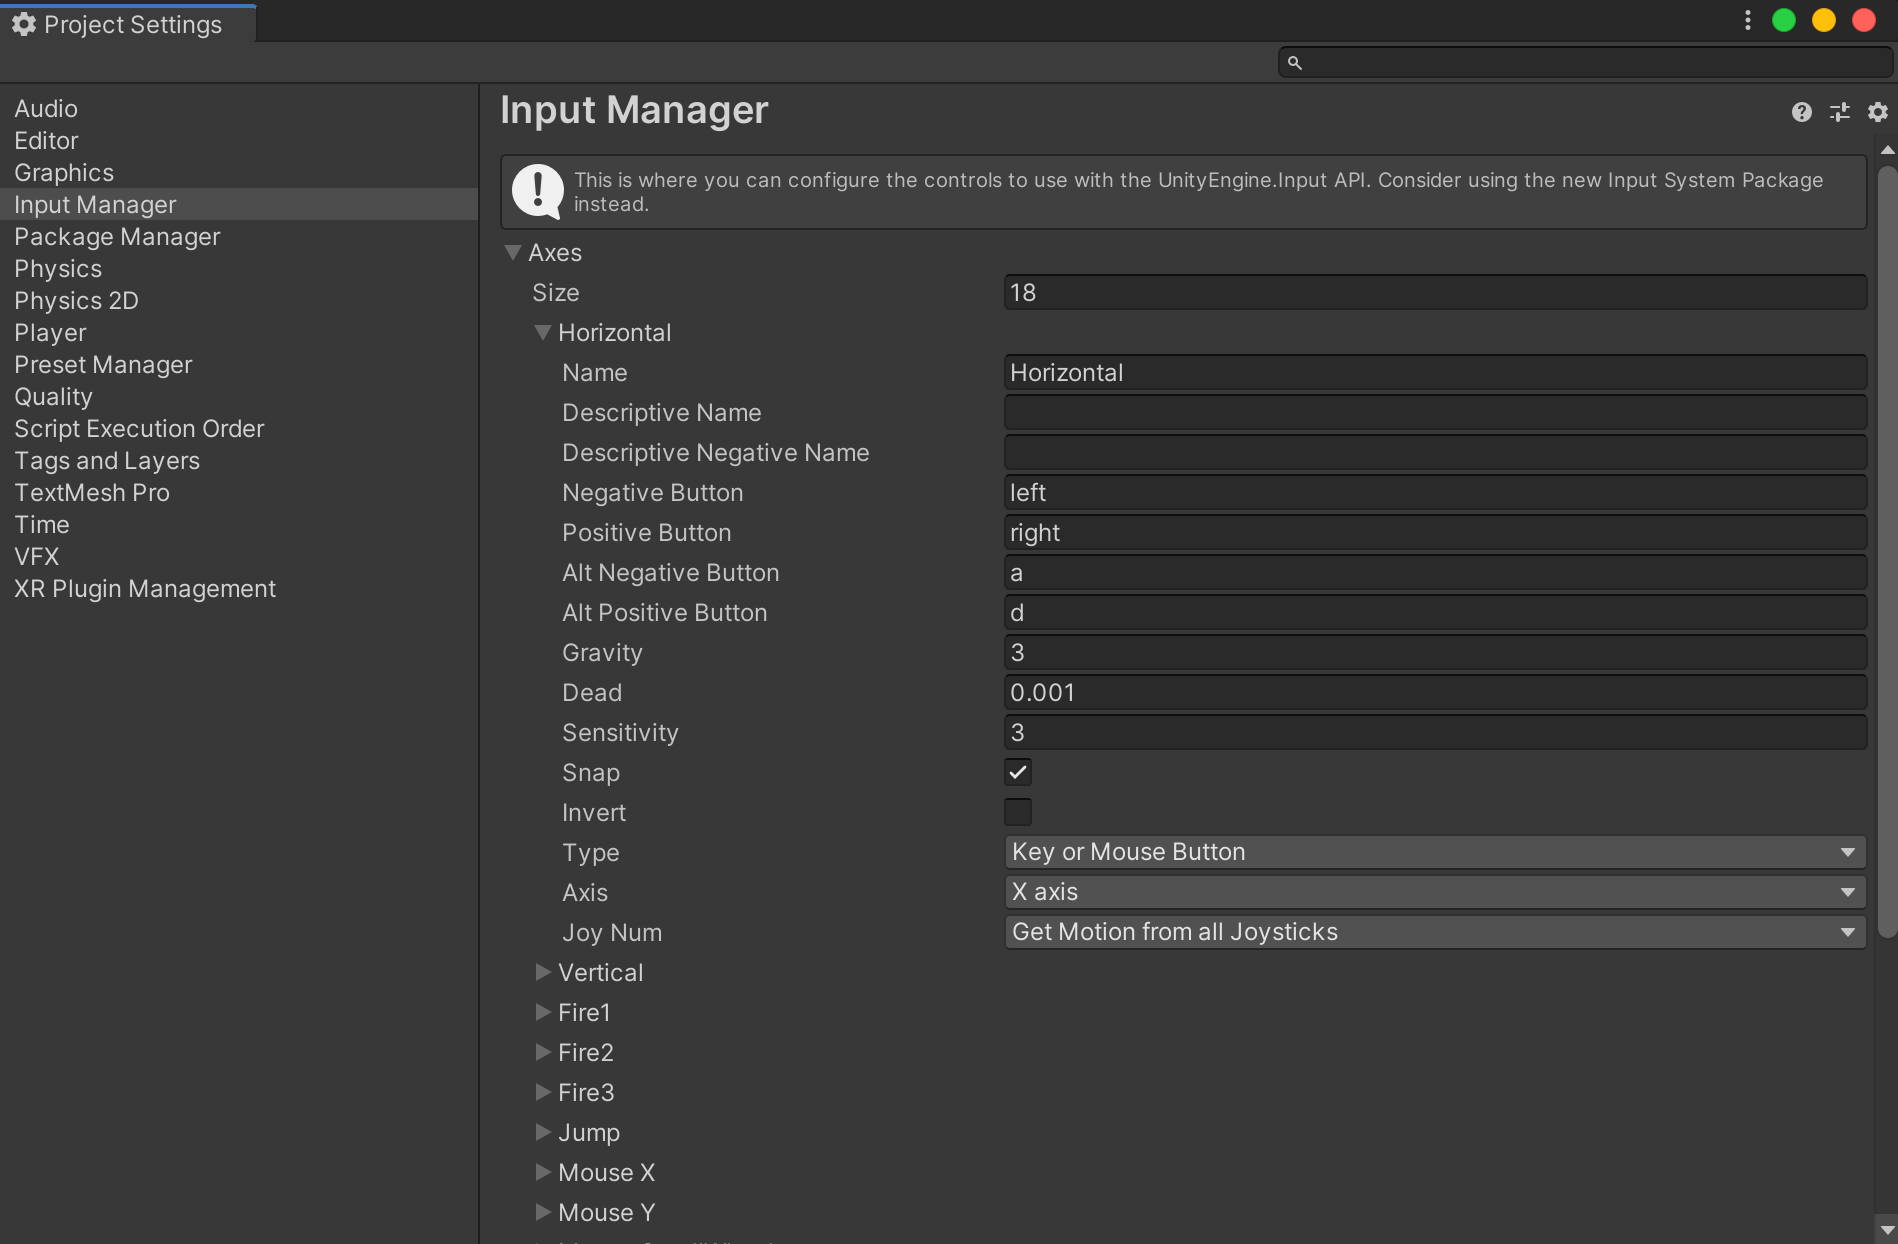 Project Settings
Audio
Editor
Graphics
Input Manager
Package Manager
Physics
Physics 2D
Player
Preset Manager
Quality
Script Execution Order
Tags and Layers
TextMesh Pro
Time
VFX
XR Plugin Management
Input Manager
This is where you can configure the controls to use with the UnityEngine.Input API. Consider using the new Input System Package
instead.
Axes
Size 18
Horizontal
Name Horizontal
Descriptive Name
Descriptive Negative Name
Negative Button left
Positive Button right
Alt Negative Button a
Alt Positive Button d
Gravity 3
Dead 0.001
Sensitivity 3
Snap
Invert
Type Key or Mouse Button
Axis X axis
Joy Num Get Motion from all Joysticks
Vertical
Fire1
Fire2
Fire3
Jump
Mouse X
Mouse Y